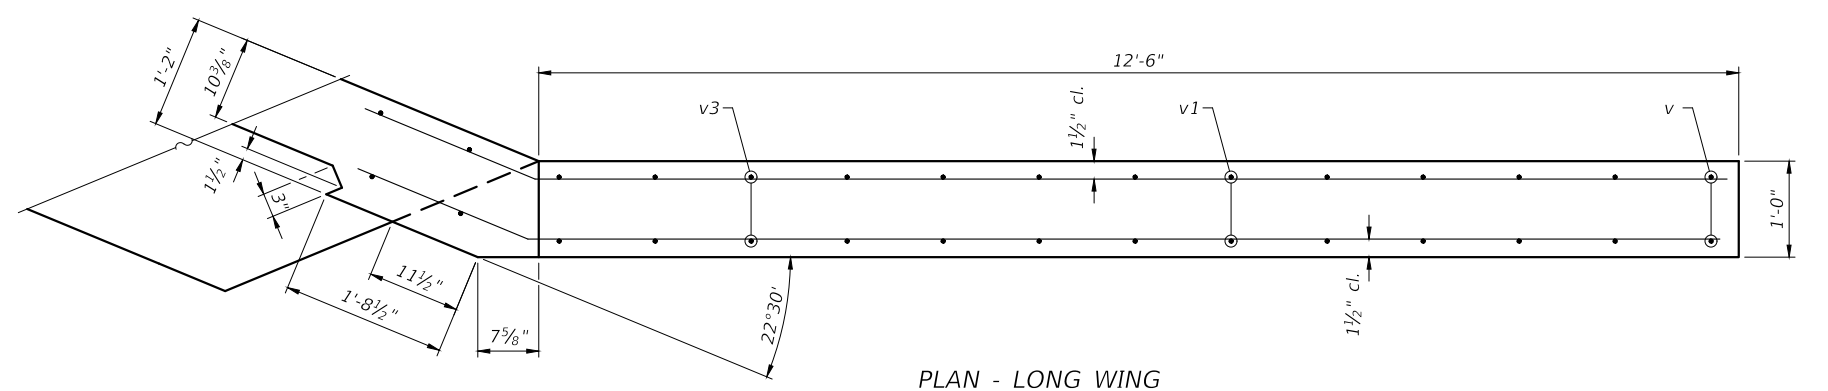 12'-6"
1'-2"
10⅜"
v3
v1
v
1½" cl.
1½"
3"
1'-0"
11½"
1'-8½"
7⅝"
22°30'
1½" cl.
PLAN - LONG WING